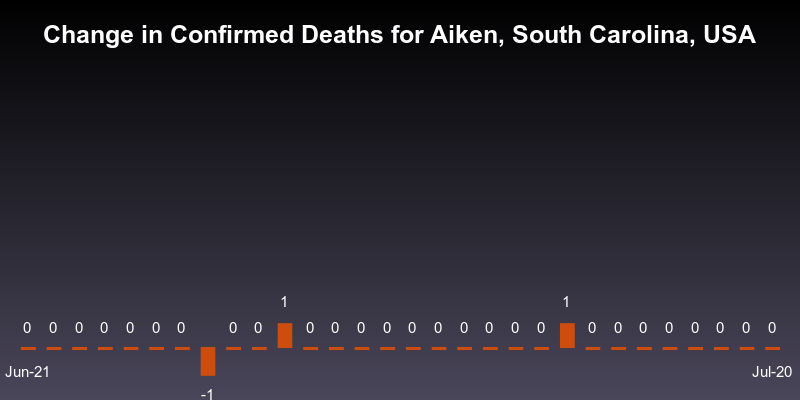 Change in Confirmed Deaths for Aiken, South Carolina, USA
1 1
0 0 0 0 0 0 0 0 0 0 0 0 0 0 0 0 0 0 0 0 0 0 0 0 0 0 0
Jun-21 Jul-20
-1